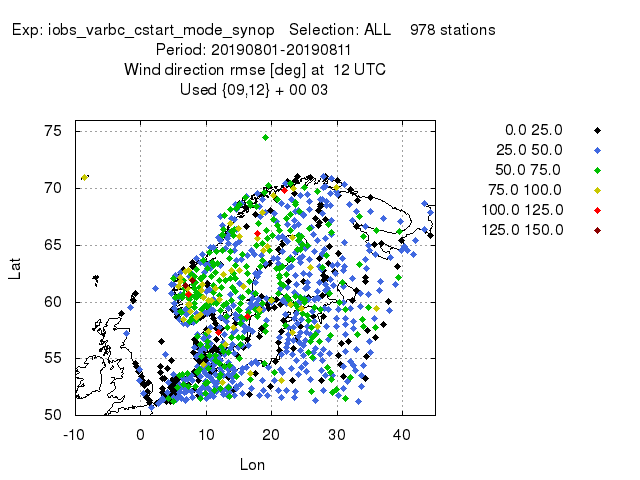 Exp: iobs_varbc_cstart_mode_synop   Selection: ALL    978 stations
Period: 20190801-20190811
Wind direction rmse [deg] at  12 UTC
Used {09,12} + 00 03
0.0 25.0
25.0 50.0
50.0 75.0
75.0 100.0
100.0 125.0
125.0 150.0
75
70
65
60
55
50
Lat
-10 0 10 20 30 40
Lon